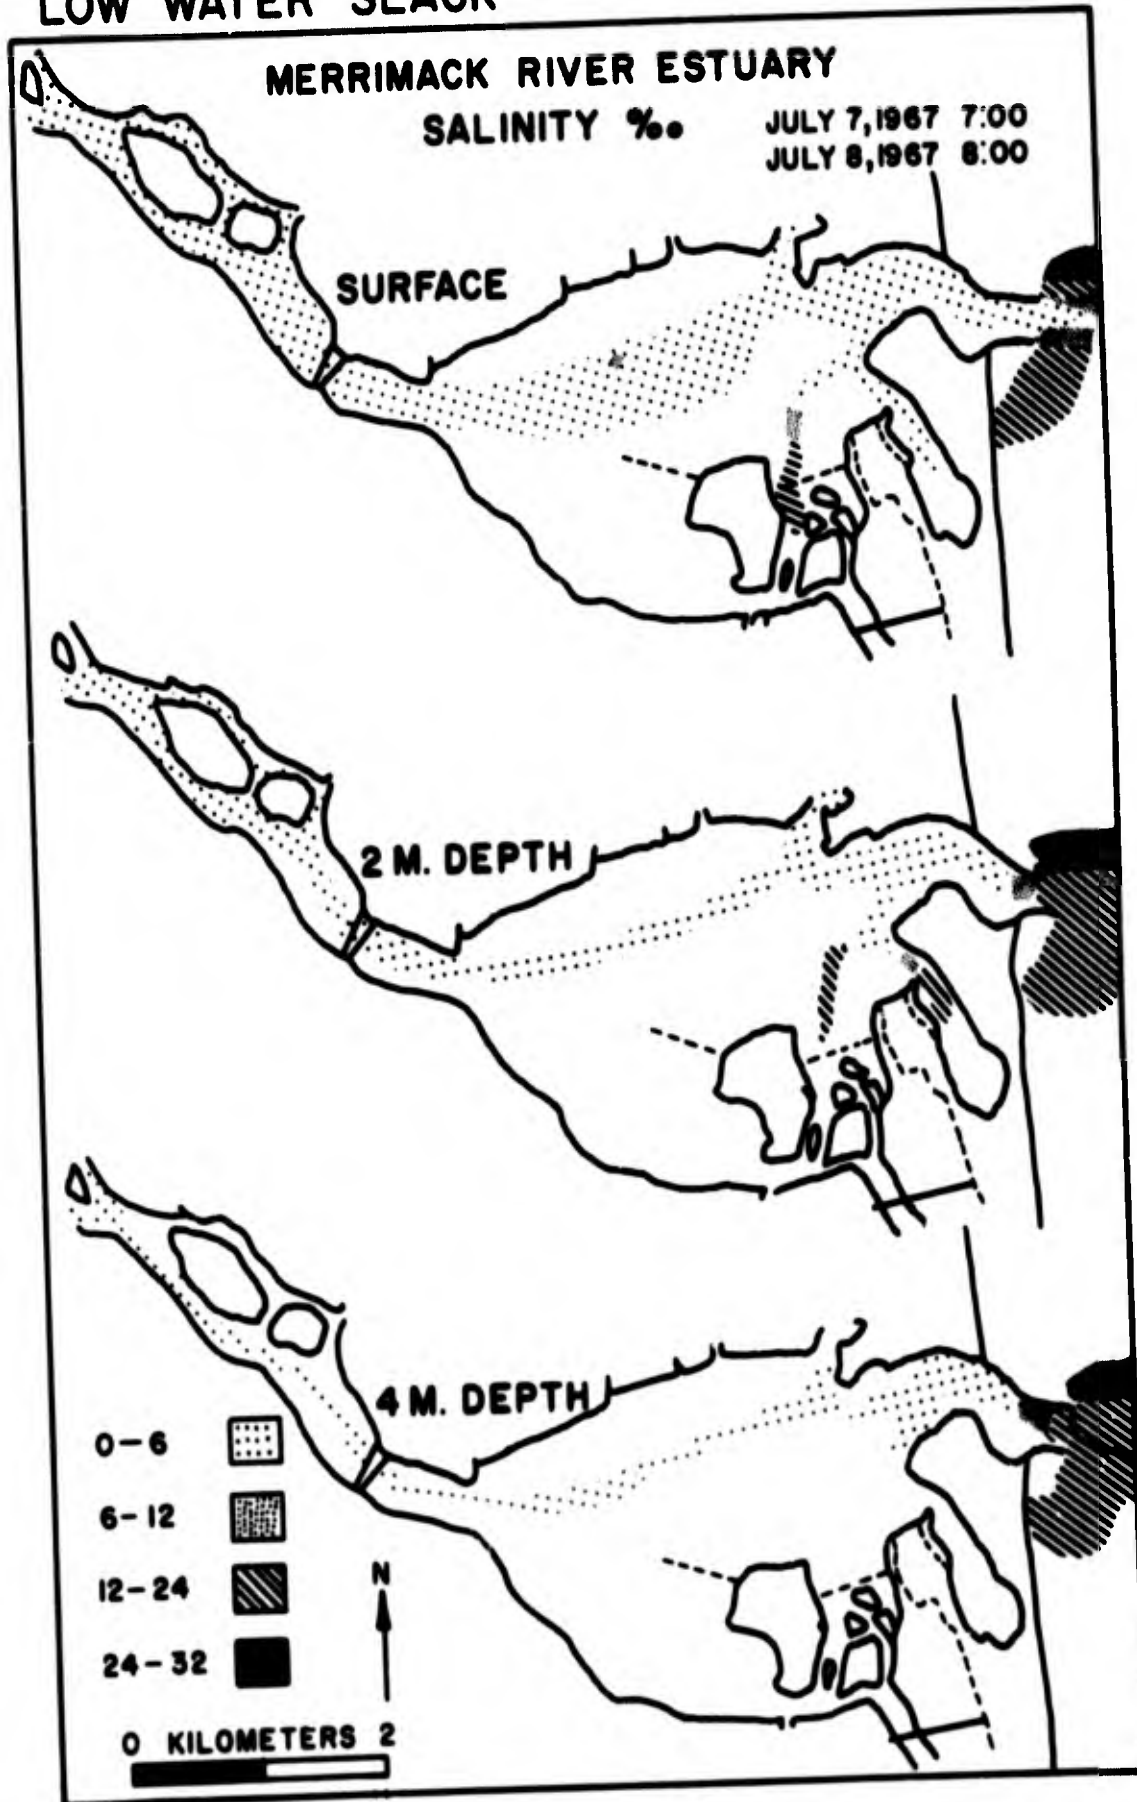 LOW WATER SLACK
MERRIMACK RIVER ESTUARY
SALINITY ‰
JULY 7, 1967 7:00
JULY 8, 1967 8:00
SURFACE
2 M. DEPTH
4 M. DEPTH
0-6
6-12
12-24
24-32
N
0 KILOMETERS 2